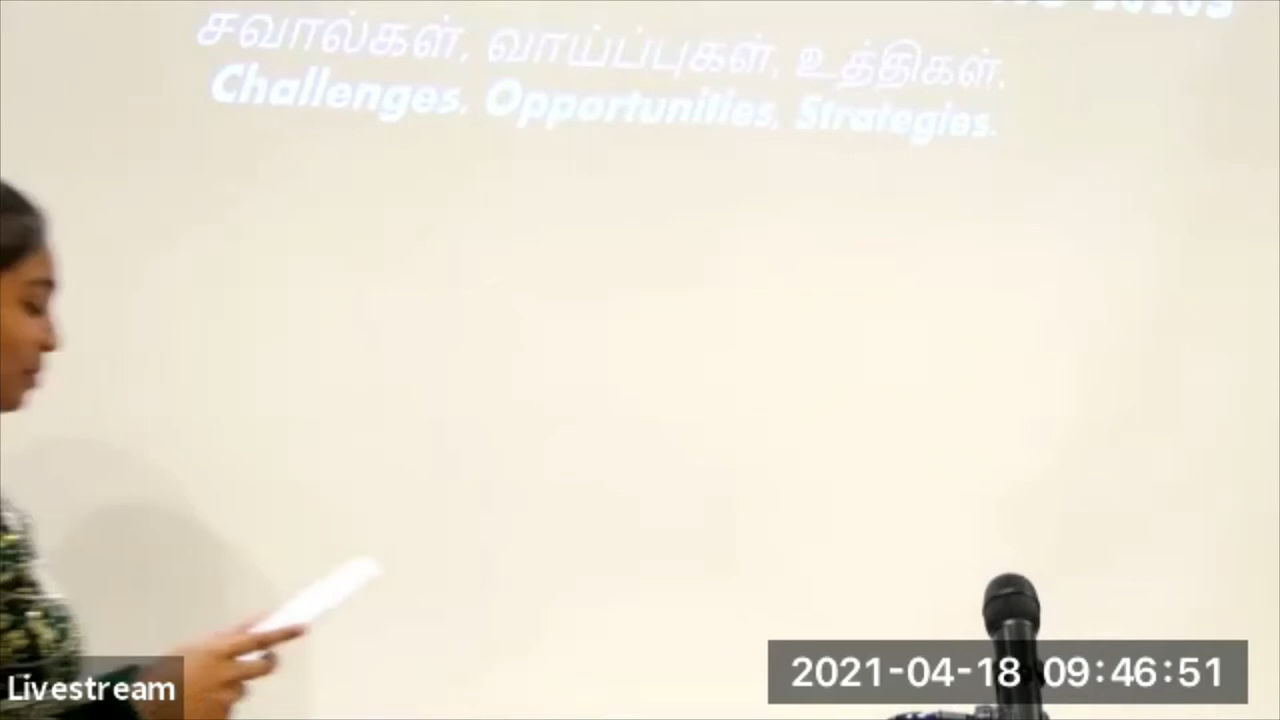 சவால்கள், வாய்ப்புகள், உத்திகள்.
Challenges. Opportunities. Strategies.
Livestream
2021-04-18 09:46:51